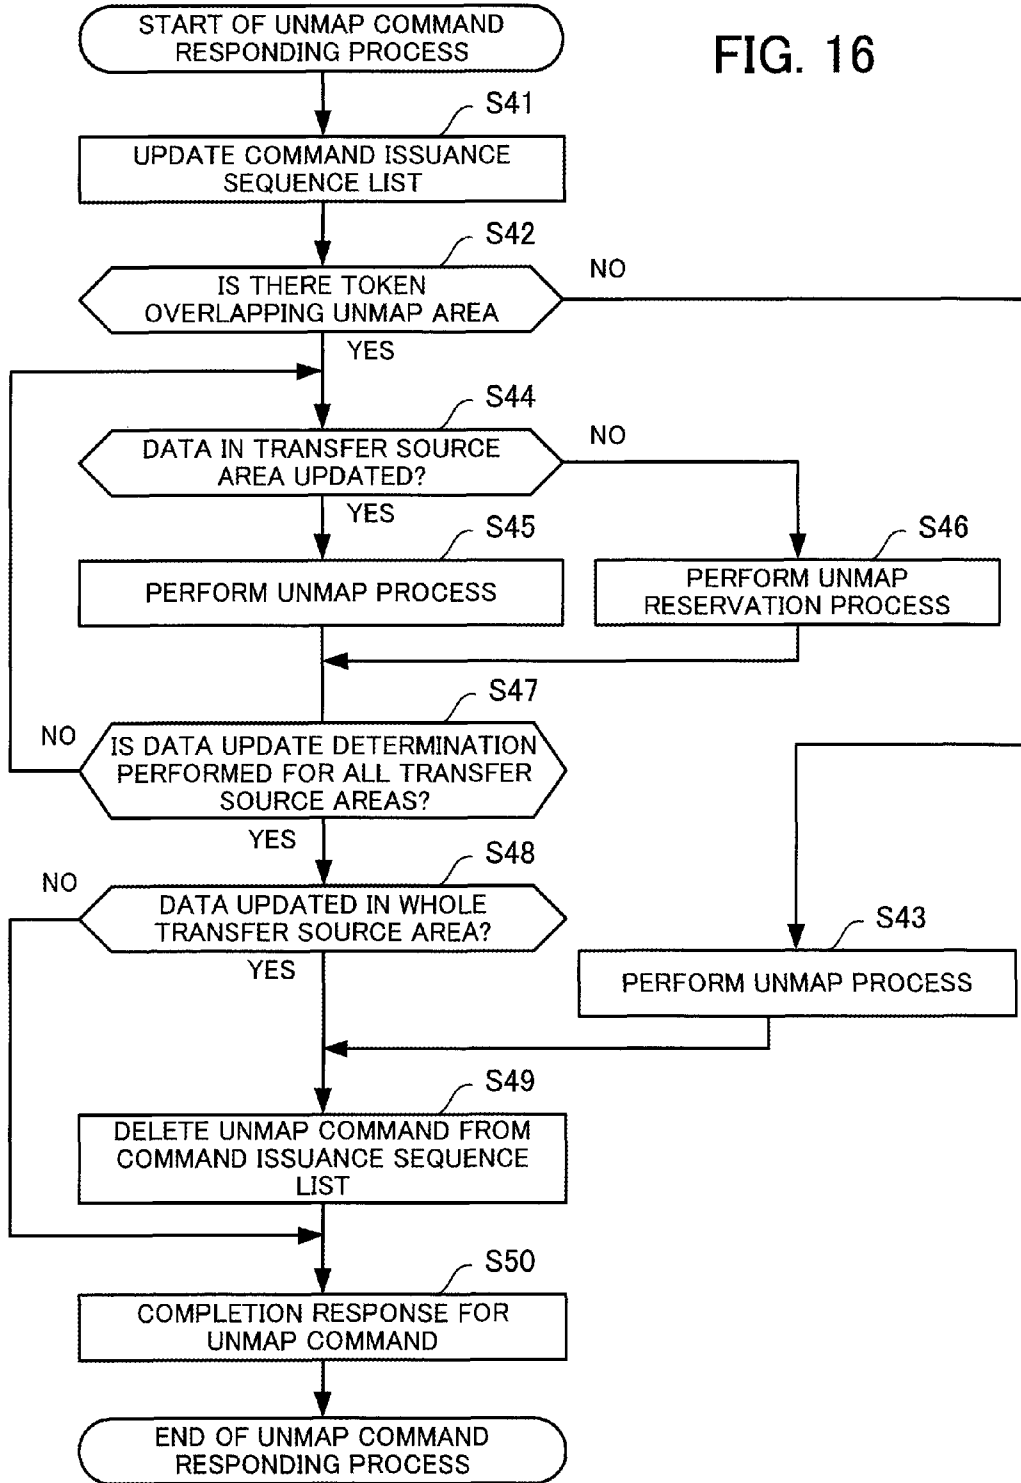 START OF UNMAP COMMAND
RESPONDING PROCESS
FIG. 16
S41
UPDATE COMMAND ISSUANCE
SEQUENCE LIST
S42
IS THERE TOKEN
OVERLAPPING UNMAP AREA
NO
YES
S44
DATA IN TRANSFER SOURCE
AREA UPDATED?
NO
YES
S45
PERFORM UNMAP PROCESS
S46
PERFORM UNMAP
RESERVATION PROCESS
S47
IS DATA UPDATE DETERMINATION
PERFORMED FOR ALL TRANSFER
SOURCE AREAS?
NO
YES
S48
DATA UPDATED IN WHOLE
TRANSFER SOURCE AREA?
NO
YES
S43
PERFORM UNMAP PROCESS
S49
DELETE UNMAP COMMAND FROM
COMMAND ISSUANCE SEQUENCE
LIST
S50
COMPLETION RESPONSE FOR
UNMAP COMMAND
END OF UNMAP COMMAND
RESPONDING PROCESS